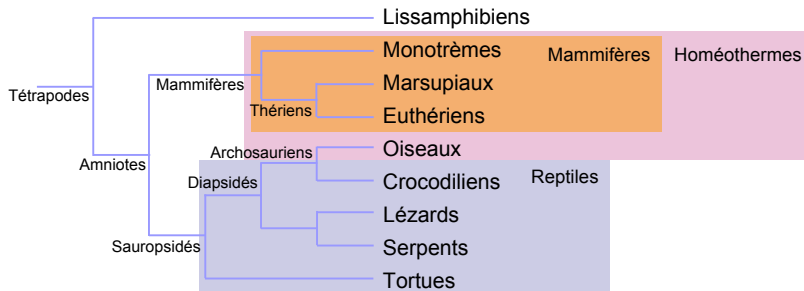 Lissamphibiens
Monotrèmes
Mammifères
Homéothermes
Mammifères
Marsupiaux
Tétrapodes
Thériens
Euthériens
Oiseaux
Archosauriens
Amniotes
Diapsidés
Crocodiliens
Reptiles
Lézards
Sauropsidés
Serpents
Tortues